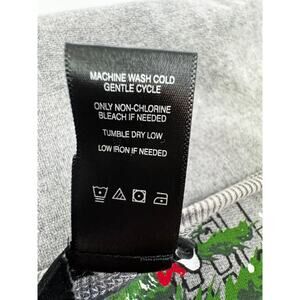 MACHINE WASH COLD
GENTLE CYCLE
ONLY NON-CHLORINE
BLEACH IF NEEDED
TUMBLE DRY LOW
LOW IRON IF NEEDED